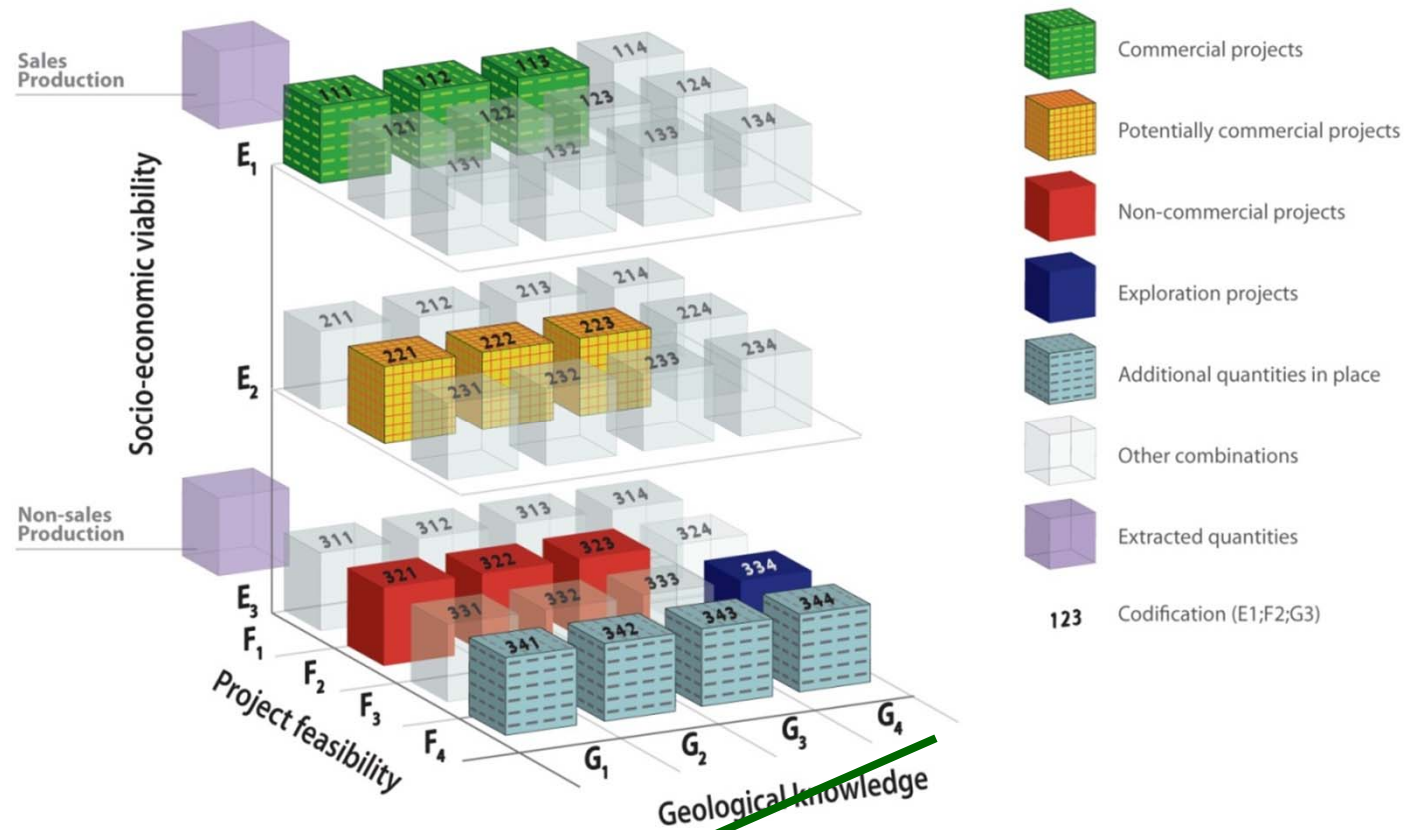 Sales
Production
Socio-economic viability
E1
111
112
113
114
121
122
123
124
131
132
133
134
E2
211
212
213
214
221
222
223
224
231
232
233
234
Non-sales
Production
E3
311
312
313
314
321
322
323
324
331
332
333
334
341
342
343
344
F1
F2
F3
F4
Project feasibility
G1
G2
G3
G4
Geological knowledge
Commercial projects
Potentially commercial projects
Non-commercial projects
Exploration projects
Additional quantities in place
Other combinations
Extracted quantities
123 Codification (E1;F2;G3)